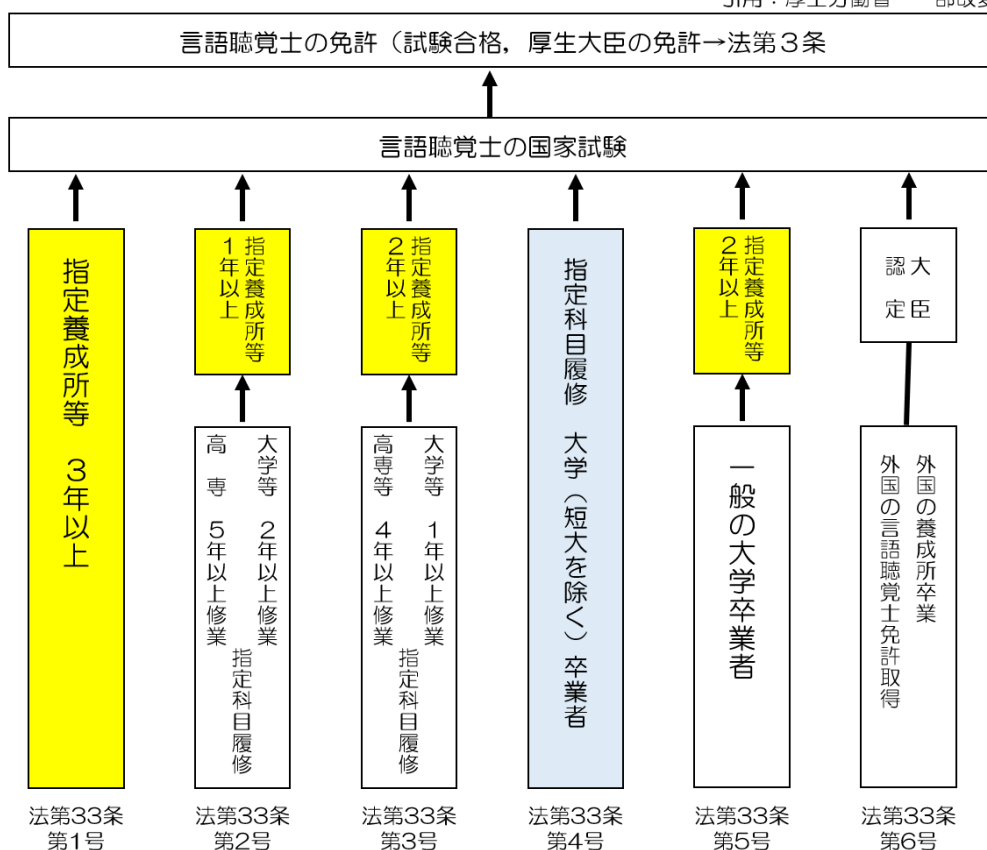 引用：厚生労働省　一部改変
言語聴覚士の免許（試験合格，厚生大臣の免許→法第３条
言語聴覚士の国家試験
指定養成所等　３年以上
指定養成所等
１年以上
大学等　２年以上修業
高　専　５年以上修業
指定科目履修
指定養成所等
２年以上
大学等　１年以上修業
高専等　４年以上修業
指定科目履修
指定科目履修　大学（短大を除く）卒業者
指定養成所等
２年以上
一般の大学卒業者
大臣
認定
外国の養成所卒業
外国の言語聴覚士免許取得
法第33条
第1号
法第33条
第2号
法第33条
第3号
法第33条
第4号
法第33条
第5号
法第33条
第6号